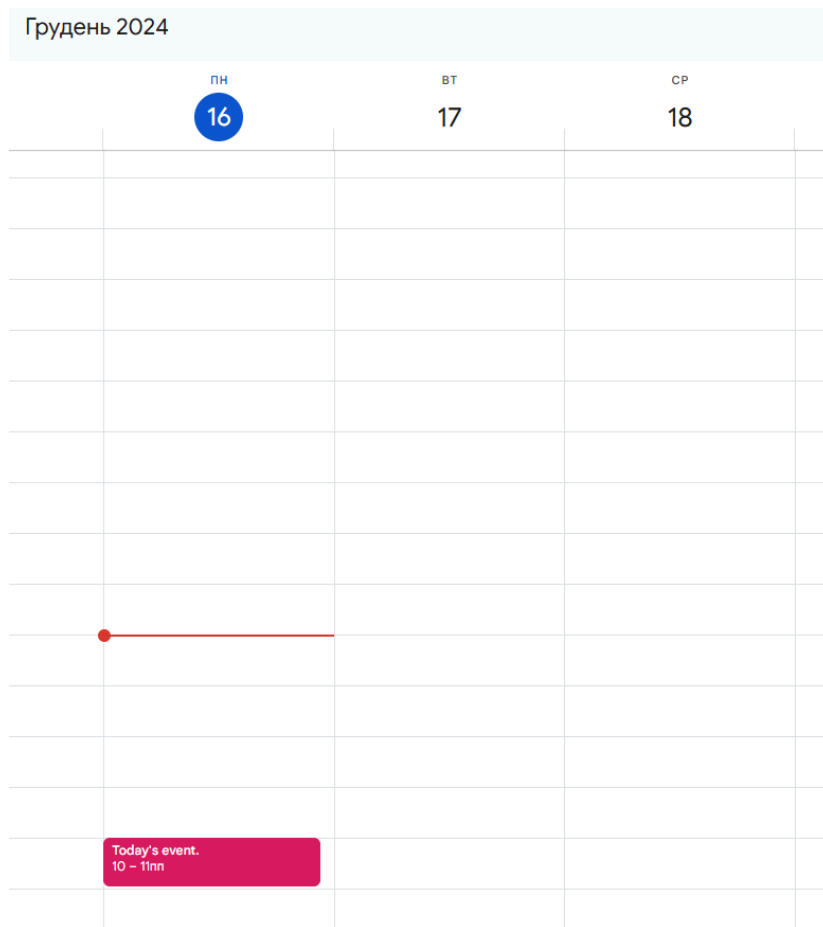 Грудень 2024
ПН
ВТ
СР
16
17
18
Today's event.
10 – 11пп